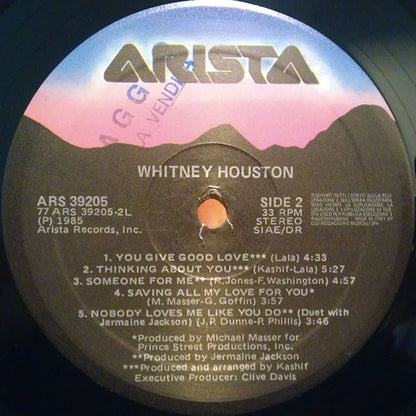 ARISTA
WHITNEY HOUSTON
ARS 39205
77 ARS 39205-2L
(P) 1985
Arista Records, Inc.
SIDE 2
33 RPM
STEREO
SIAE/DR
1. YOU GIVE GOOD LOVE*** (Lala) 4:33
2. THINKING ABOUT YOU*** (Kashif-Lala) 5:27
3. SOMEONE FOR ME** (R.Jones-F.Washington) 4:57
4. SAVING ALL MY LOVE FOR YOU*
(M. Masser-G. Goffin) 3:57
5. NOBODY LOVES ME LIKE YOU DO** (Duet with
Jermaine Jackson) (J.P. Dunne-P. Phillis) 3:46
*Produced by Michael Masser for
Prince Street Productions, Inc.
**Produced by Jermaine Jackson
***Produced and arranged by Kashif
Executive Producer: Clive Davis